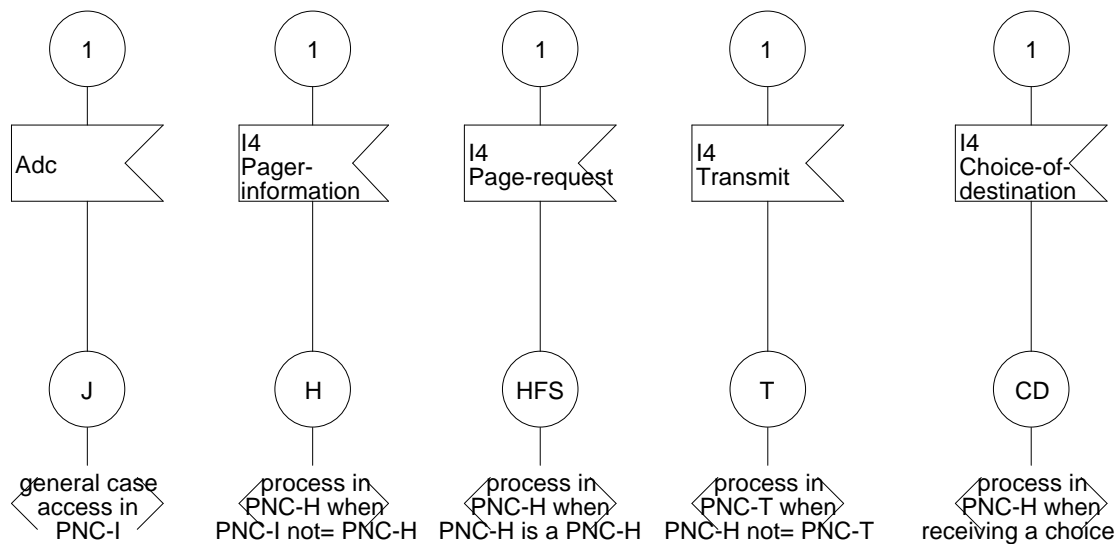 1
1
1
1
1
Adc
I4
Pager-
information
I4
Page-request
I4
Transmit
I4
Choice-of-
destination
J
H
HFS
T
CD
general case
access in
PNC-I
process in
PNC-H when
PNC-I not= PNC-H
process in
PNC-H when
PNC-H is a PNC-H
process in
PNC-T when
PNC-H not= PNC-T
process in
PNC-H when
receiving a choice